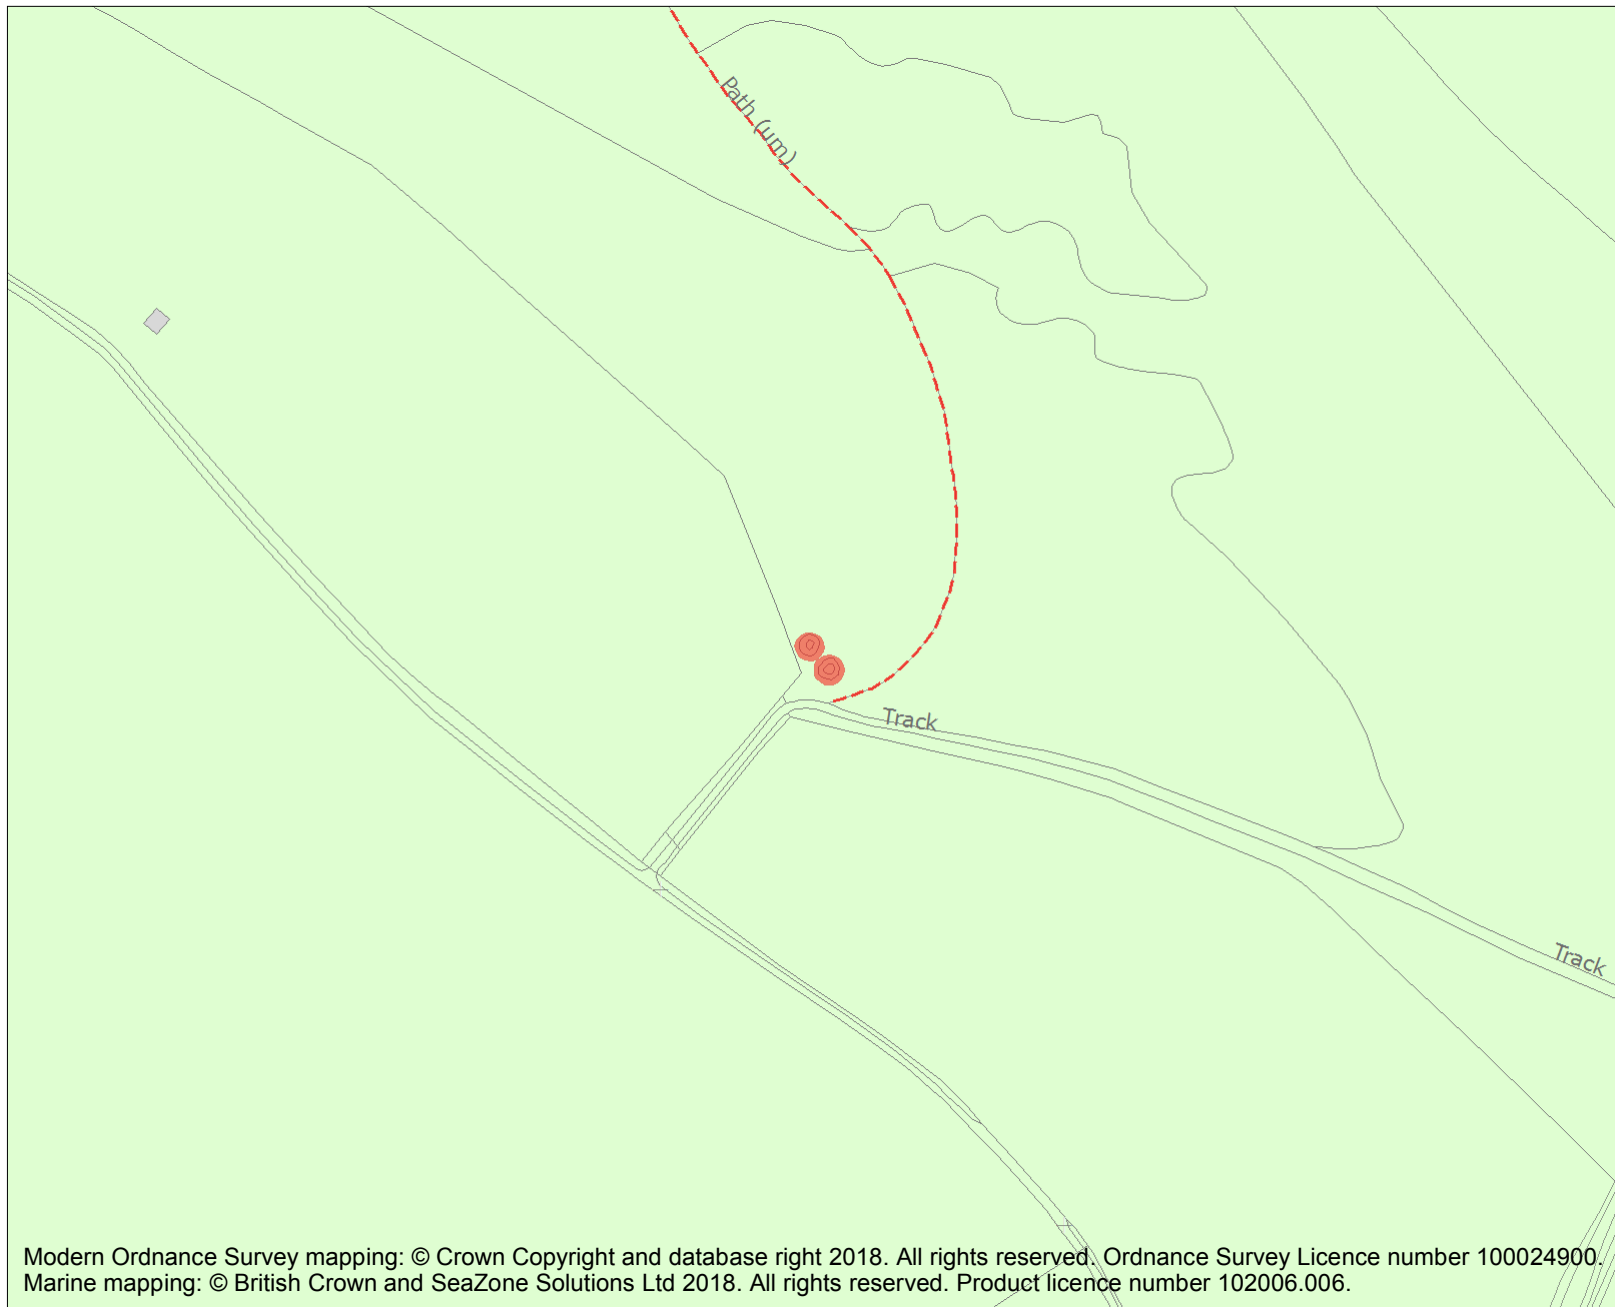 Path (um)
Track
Track
Modern Ordnance Survey mapping: © Crown Copyright and database right 2018. All rights reserved. Ordnance Survey Licence number 100024900.
Marine mapping: © British Crown and SeaZone Solutions Ltd 2018. All rights reserved. Product licence number 102006.006.